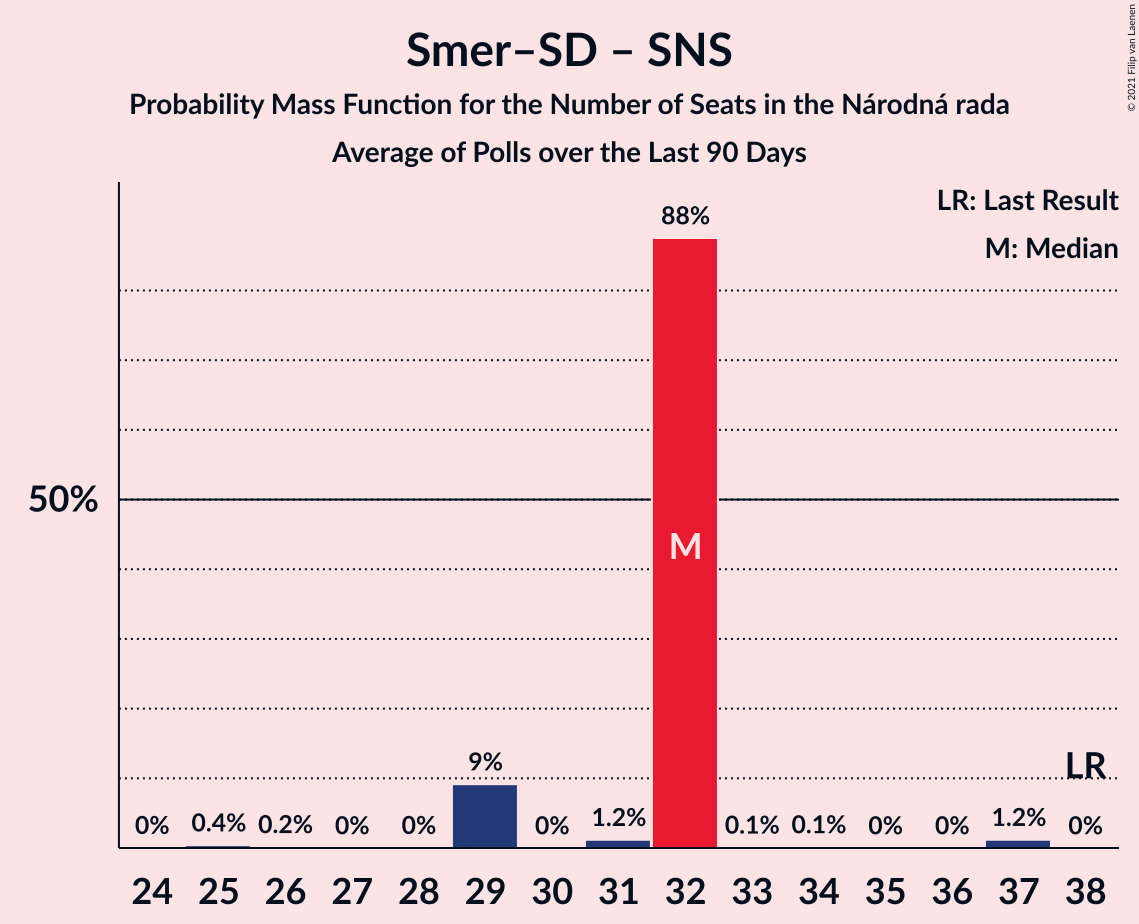 Smer–SD – SNS
Probability Mass Function for the Number of Seats in the Národná rada
Average of Polls over the Last 90 Days
© 2021 Filip van Laenen
LR: Last Result
M: Median
88%
50%
M
LR
9%
0% 0.4% 0.2% 0% 0% 0% 1.2% 0.1% 0.1% 0% 0% 1.2% 0%
24 25 26 27 28 29 30 31 32 33 34 35 36 37 38